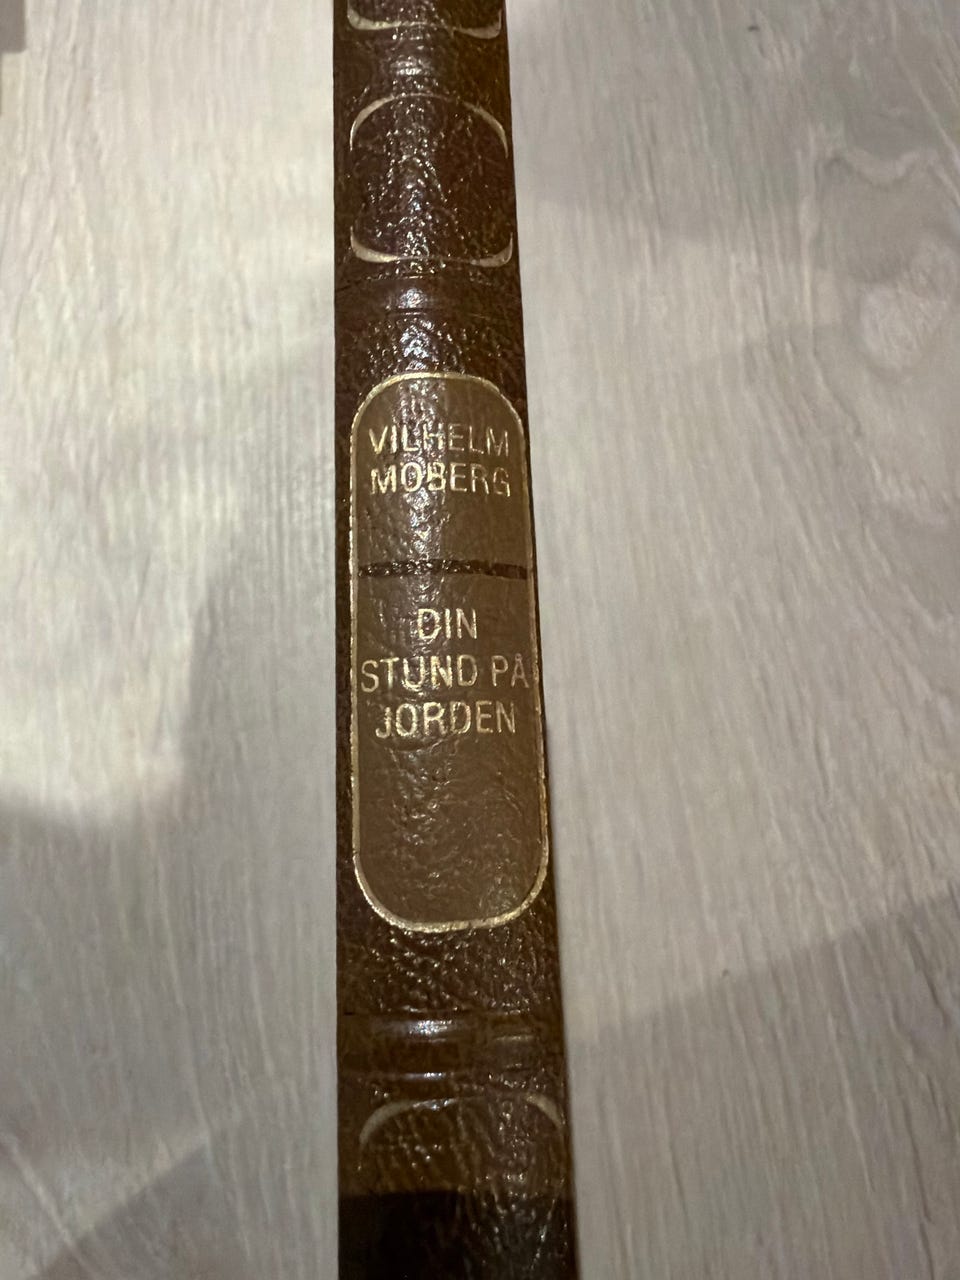 VILHELM
MOBERG
DIN
STUND PÅ
JORDEN